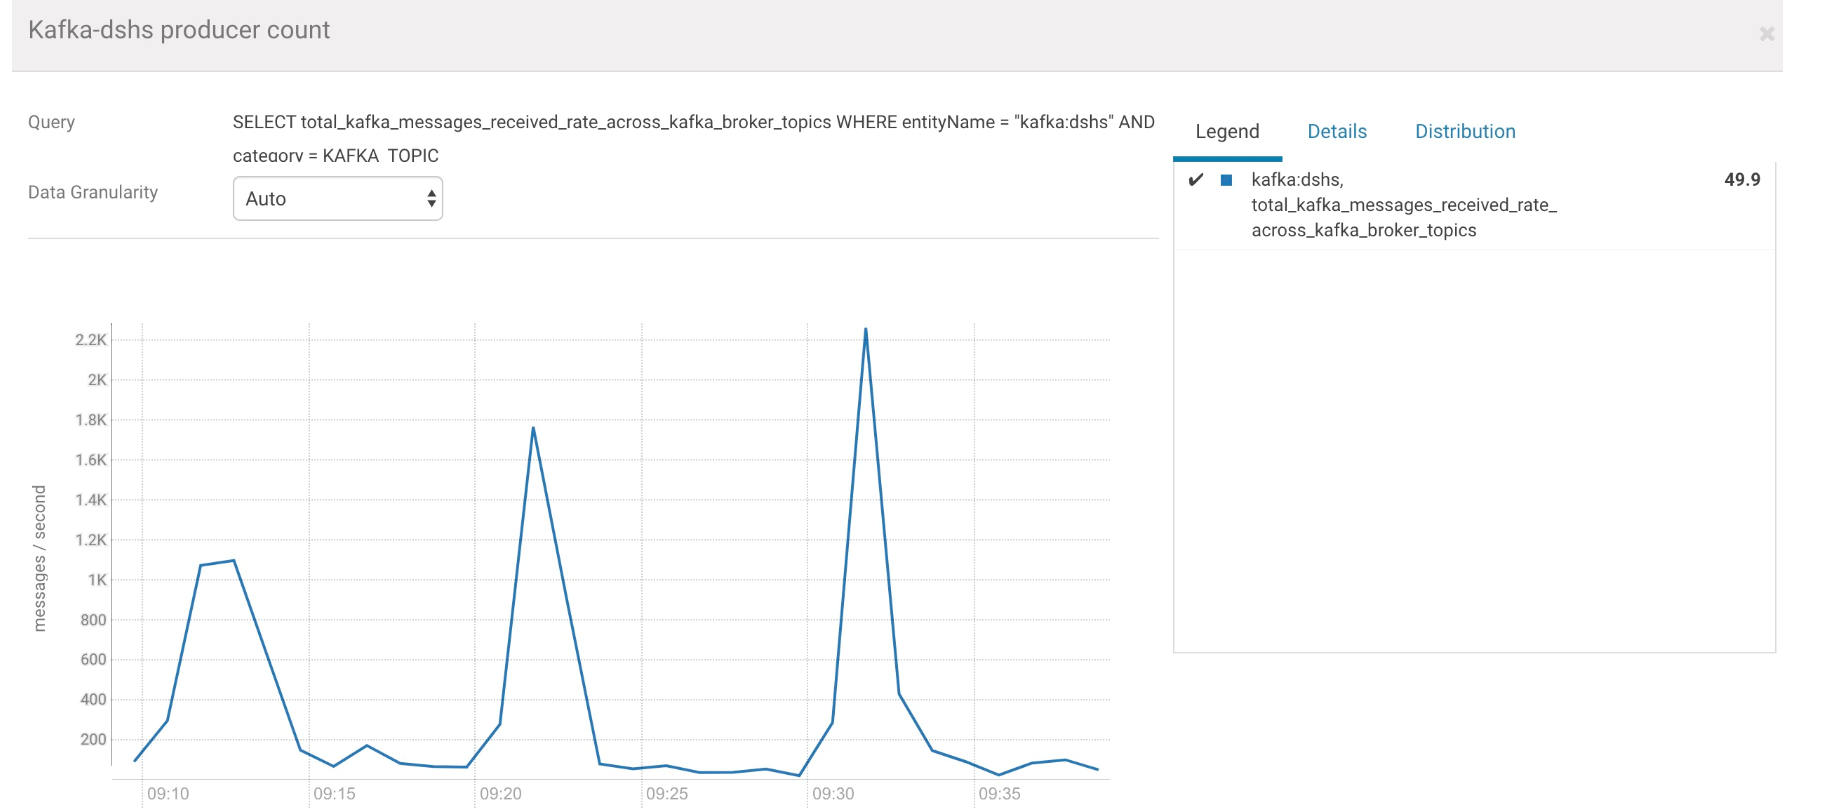 Kafka-dshs producer count
×
Query
SELECT total_kafka_messages_received_rate_across_kafka_broker_topics WHERE entityName = "kafka:dshs" AND
category = KAFKA_TOPIC
Data Granularity
Auto
Legend
Details
Distribution
✔
kafka:dshs,
49.9
total_kafka_messages_received_rate_
across_kafka_broker_topics
messages / second
2.2K
2K
1.8K
1.6K
1.4K
1.2K
1K
800
600
400
200
09:10
09:15
09:20
09:25
09:30
09:35